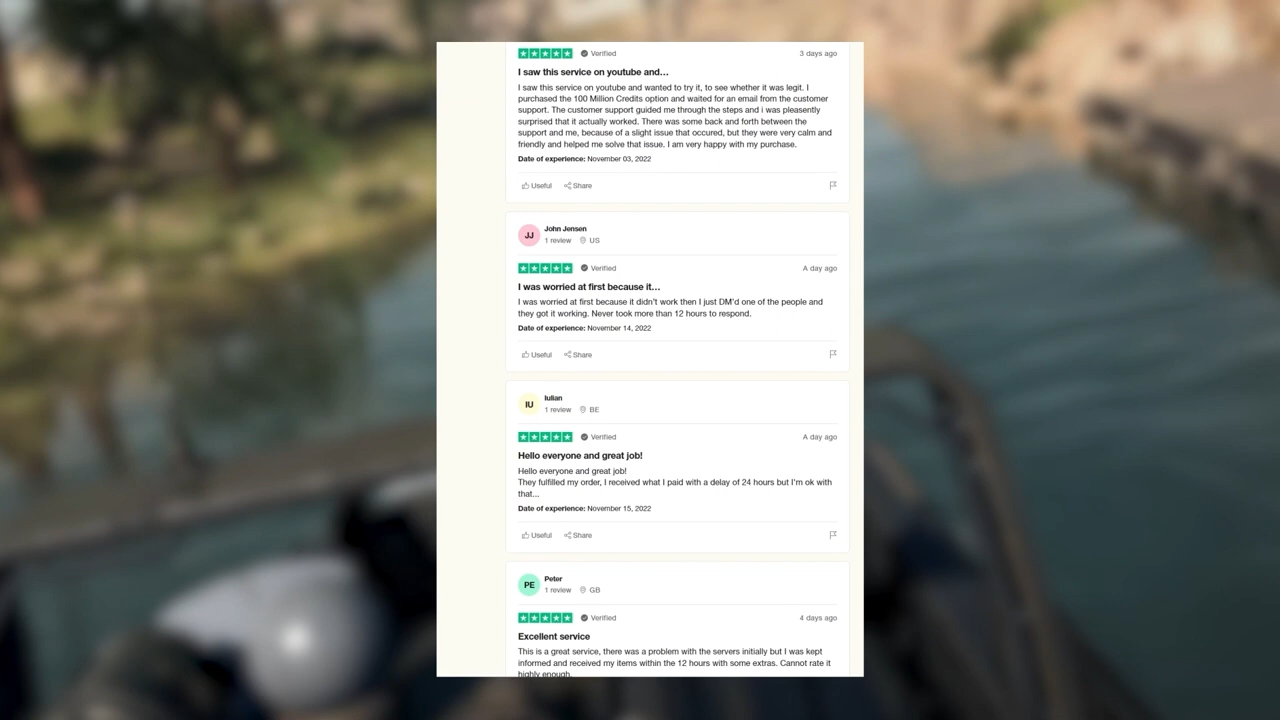 Verified 3 days ago
I saw this service on youtube and...
I saw this service on youtube and wanted to try it, to see whether it was legit. I
purchased the 100 Million Credits option and waited for an email from the customer
support. The customer support guided me through the steps and i was pleasently
surprised that it actually worked. There was some back and forth between the
support and me, because of a slight issue that occured, but they were very calm and
friendly and helped me solve that issue. I am very happy with my purchase.
Date of experience: November 03, 2022
Useful Share
JJ John Jensen
1 review US
Verified A day ago
I was worried at first because it...
I was worried at first because it didn't work then I just DM'd one of the people and
they got it working. Never took more than 12 hours to respond.
Date of experience: November 14, 2022
Useful Share
IU Iulian
1 review BE
Verified A day ago
Hello everyone and great job!
Hello everyone and great job!
They fulfilled my order, I received what I paid with a delay of 24 hours but I'm ok with
that...
Date of experience: November 15, 2022
Useful Share
PE Peter
1 review GB
Verified 4 days ago
Excellent service
This is a great service, there was a problem with the servers initially but I was kept
informed and received my items within the 12 hours with some extras. Cannot rate it
highly enough.